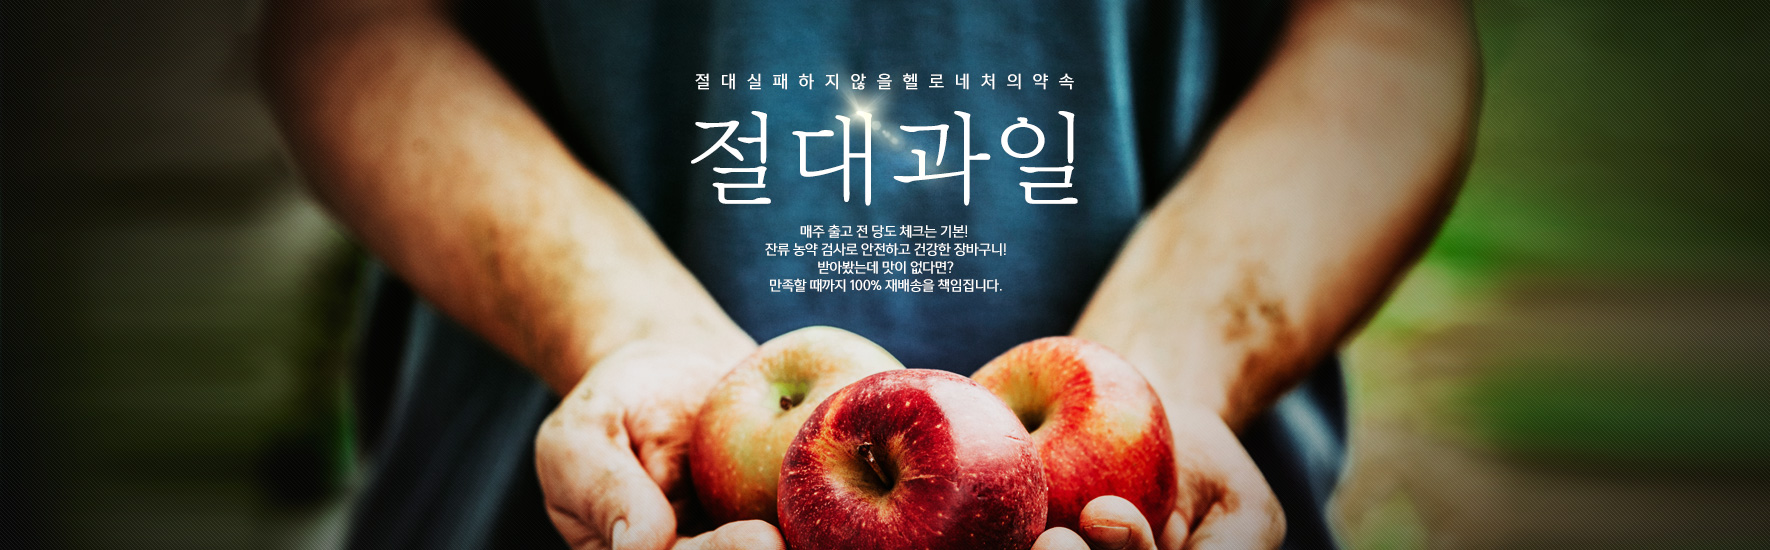 절대실패하지않을헬로네처의약속
절대과일
매주 출고 전 당도 체크는 기본!
잔류 농약 검사로 안전하고 건강한 장바구니!
받아봤는데 맛이 없다면?
만족할 때까지 100% 재배송을 책임집니다.